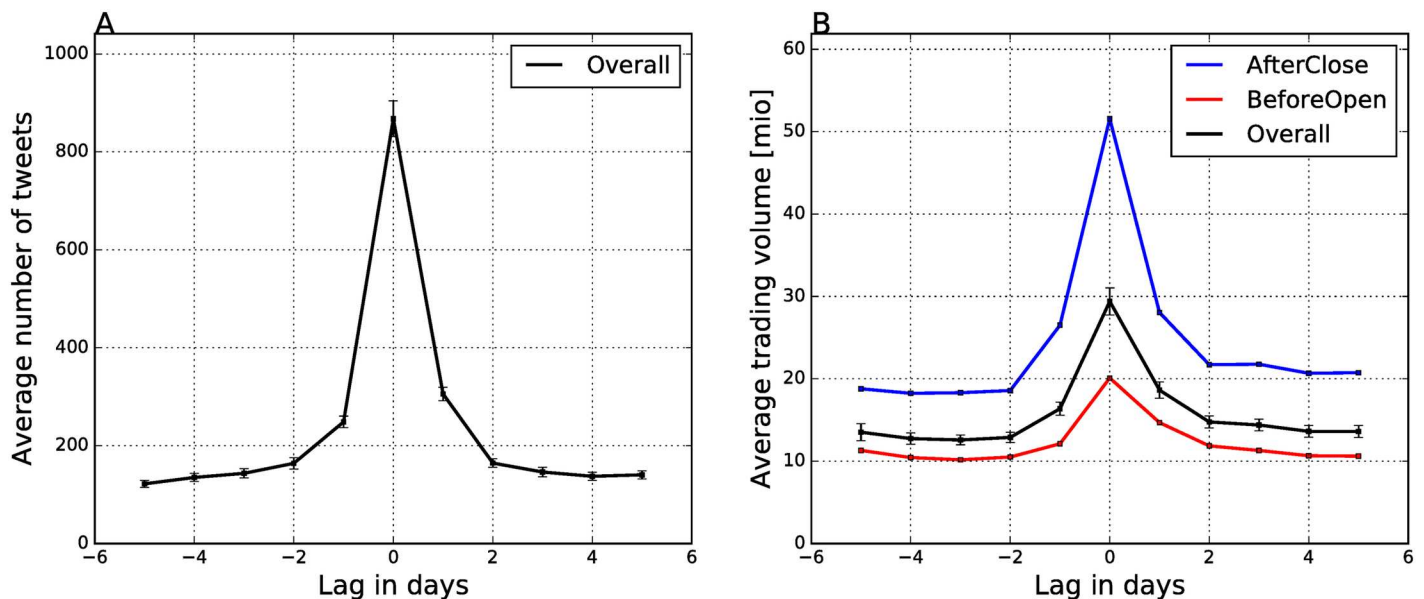 A
Average number of tweets
1000
800
600
400
200
0
−6
−4
−2
0
2
4
6
Lag in days
Overall
B
Average trading volume [mio]
60
50
40
30
20
10
0
−6
−4
−2
0
2
4
6
Lag in days
AfterClose
BeforeOpen
Overall